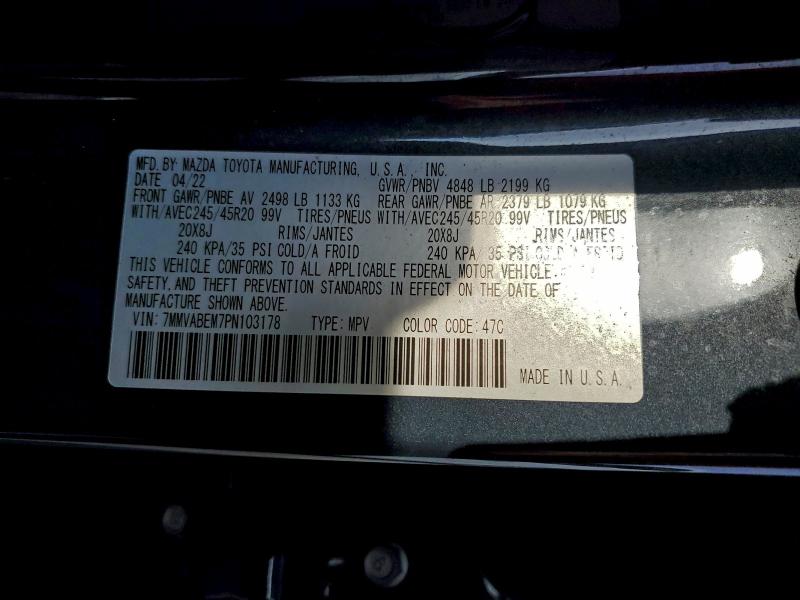 MFD. BY: MAZDA TOYOTA MANUFACTURING, U.S.A., INC.
DATE 04/22 GVWR/PNBV 4848 LB 2199 KG
FRONT GAWR/PNBE AV 2498 LB 1133 KG REAR GAWR/PNBE AR 2379 LB 1079 KG
WITH/AVEC245/45R20 99V TIRES/PNEUS WITH/AVEC245/45R20 99V TIRES/PNEUS
20X8J RIMS/JANTES 20X8J RIMS/JANTES
240 KPA/35 PSI COLD/A FROID 240 KPA/ 35 PSI COLD/A FROID
THIS VEHICLE CONFORMS TO ALL APPLICABLE FEDERAL MOTOR VEHICLE
SAFETY, AND THEFT PREVENTION STANDARDS IN EFFECT ON THE DATE OF
MANUFACTURE SHOWN ABOVE.
VIN: 7MMVABEM7PN103178 TYPE: MPV COLOR CODE: 47C
MADE IN U.S.A.